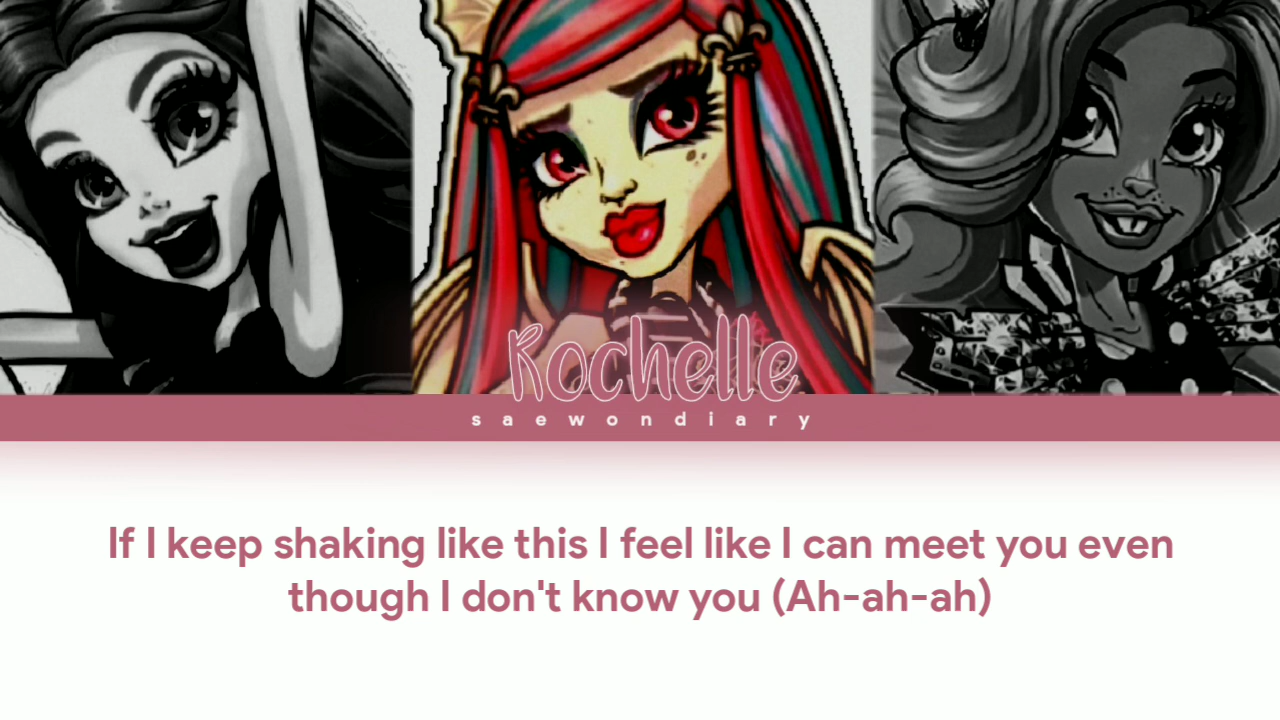 Rochelle
saewondiary
If I keep shaking like this I feel like I can meet you even
though I don't know you (Ah-ah-ah)